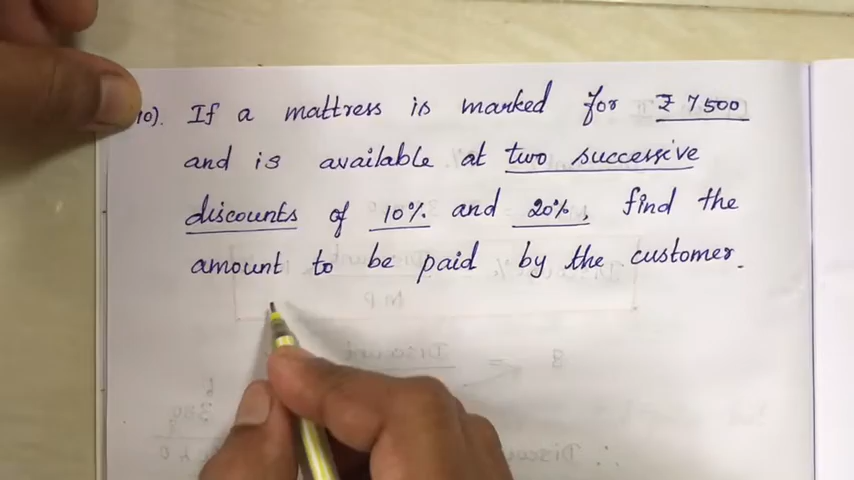 10). If a mattress is marked for ₹ 7500
and is available at two successive
discounts of 10% and 20%, find the
amount to be paid by the customer.